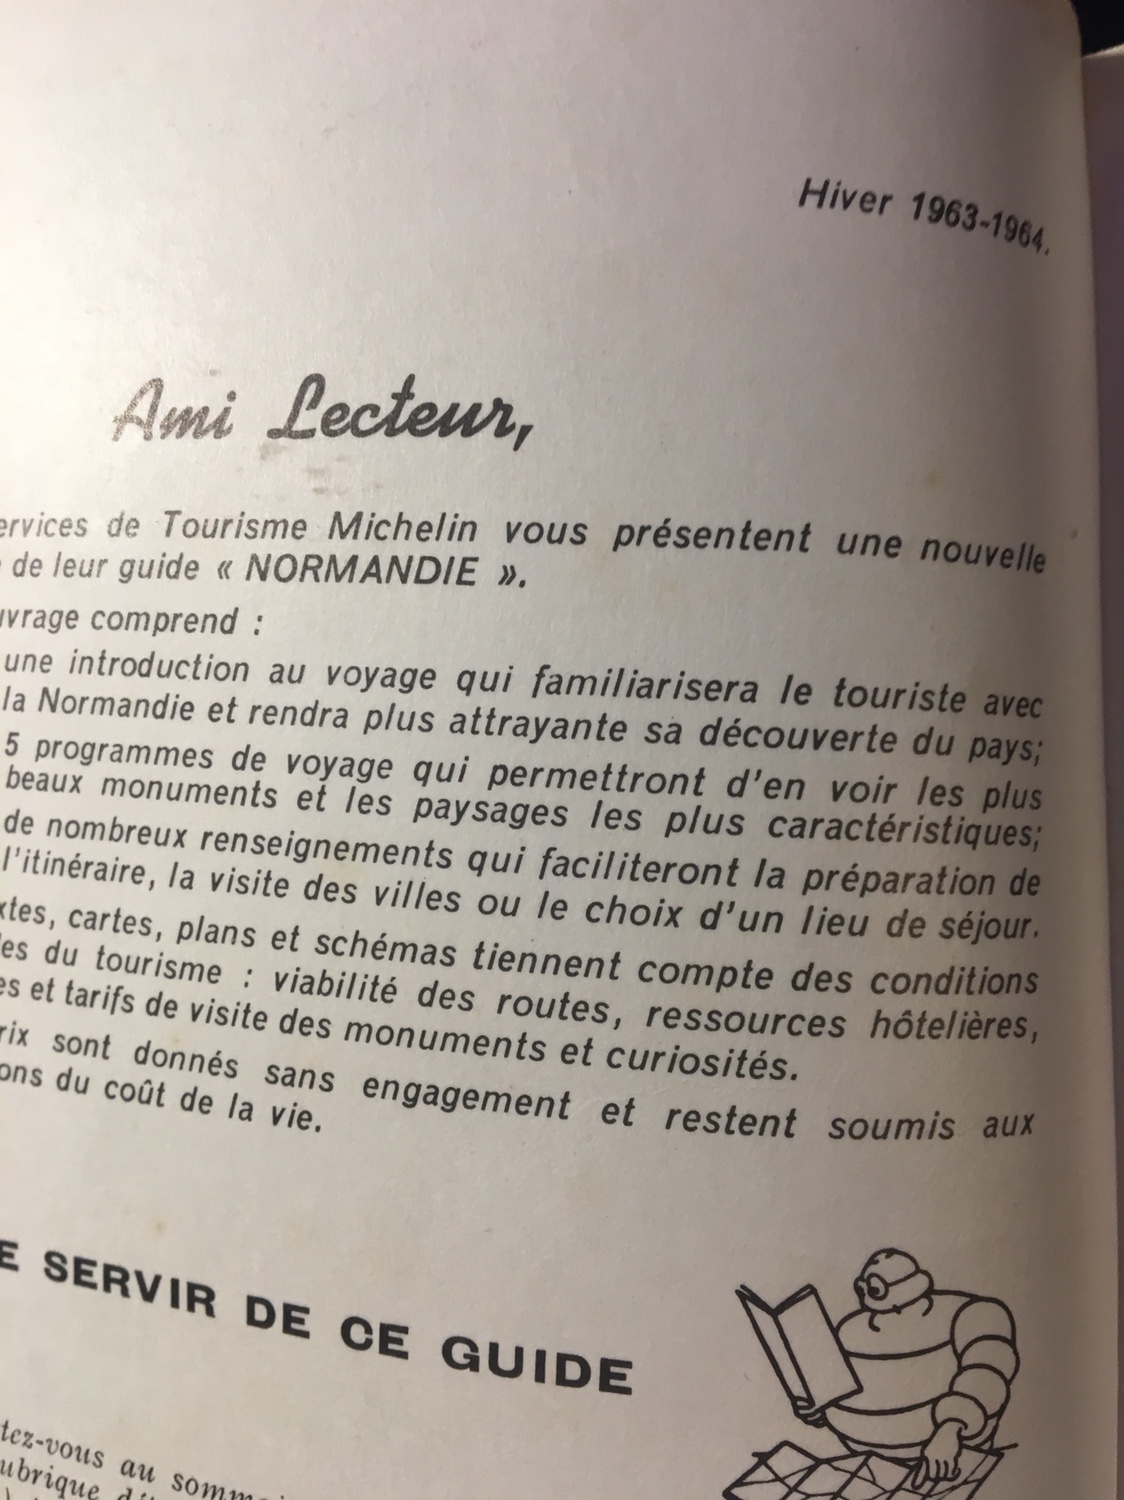 Hiver 1963-1964.
Ami Lecteur,
ervices de Tourisme Michelin vous présentent une nouvelle
de leur guide « NORMANDIE ».
uvrage comprend :
une introduction au voyage qui familiarisera le touriste avec
la Normandie et rendra plus attrayante sa découverte du pays;
5 programmes de voyage qui permettront d'en voir les plus
beaux monuments et les paysages les plus caractéristiques;
de nombreux renseignements qui faciliteront la préparation de
l'itinéraire, la visite des villes ou le choix d'un lieu de séjour.
xtes, cartes, plans et schémas tiennent compte des conditions
es du tourisme : viabilité des routes, ressources hôtelières,
es et tarifs de visite des monuments et curiosités.
rix sont donnés sans engagement et restent soumis aux
ons du coût de la vie.
E SERVIR DE CE GUIDE
tez-vous au somm
ubrique